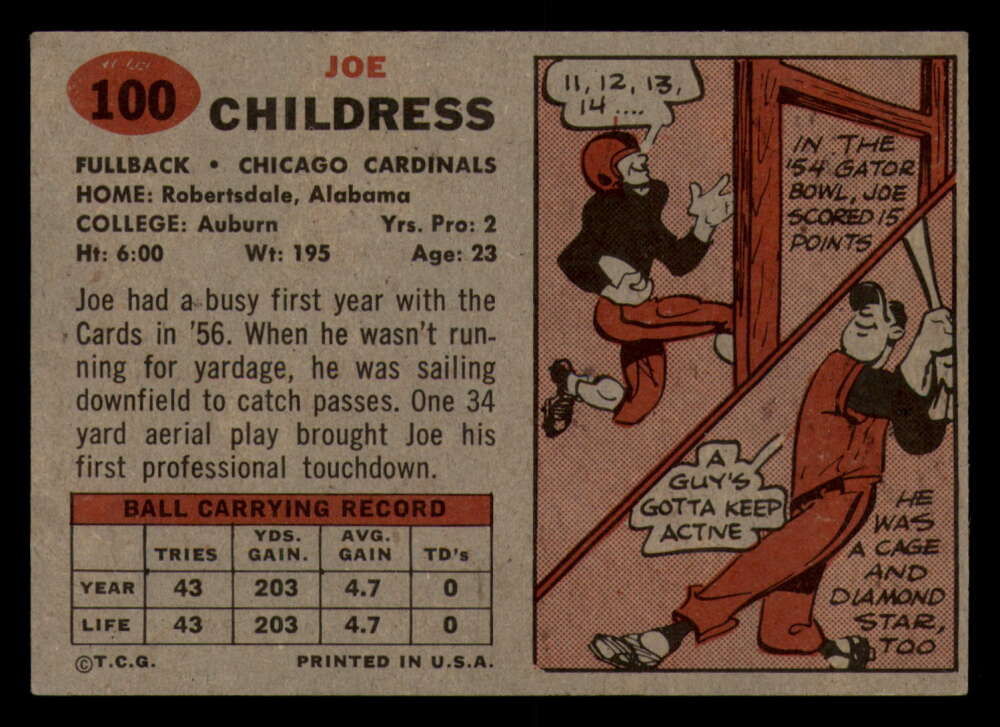 100
JOE
CHILDRESS
FULLBACK • CHICAGO CARDINALS
HOME: Robertsdale, Alabama
COLLEGE: Auburn Yrs. Pro: 2
Ht: 6:00 Wt: 195 Age: 23
Joe had a busy first year with the
Cards in '56. When he wasn't run-
ning for yardage, he was sailing
downfield to catch passes. One 34
yard aerial play brought Joe his
first professional touchdown.
BALL CARRYING RECORD
TRIES YDS. GAIN. AVG. GAIN TD's
YEAR 43 203 4.7 0
LIFE 43 203 4.7 0
©T.C.G. PRINTED IN U.S.A.
11, 12, 13,
14 ....
IN THE
'54 GATOR
BOWL, JOE
SCORED 15
POINTS
A
GUY'S
GOTTA KEEP
ACTIVE
HE
WAS
A CAGE
AND
DIAMOND
STAR,
TOO